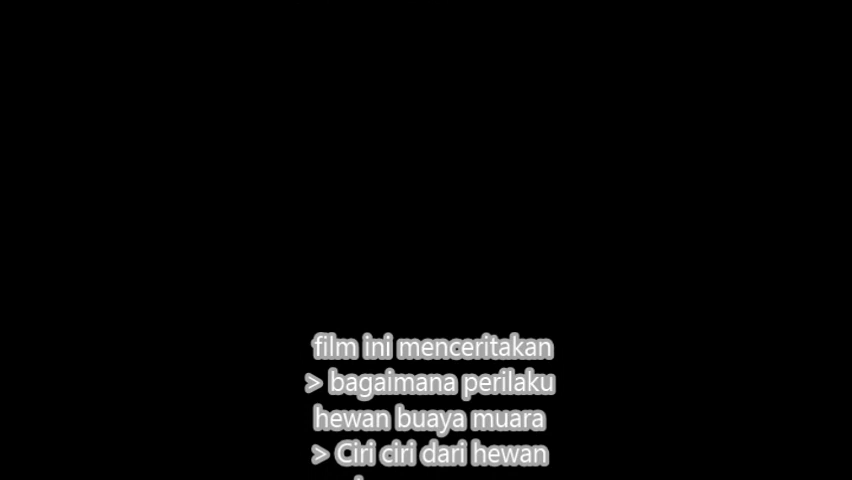 film ini menceritakan
> bagaimana perilaku
hewan buaya muara
> Ciri ciri dari hewan